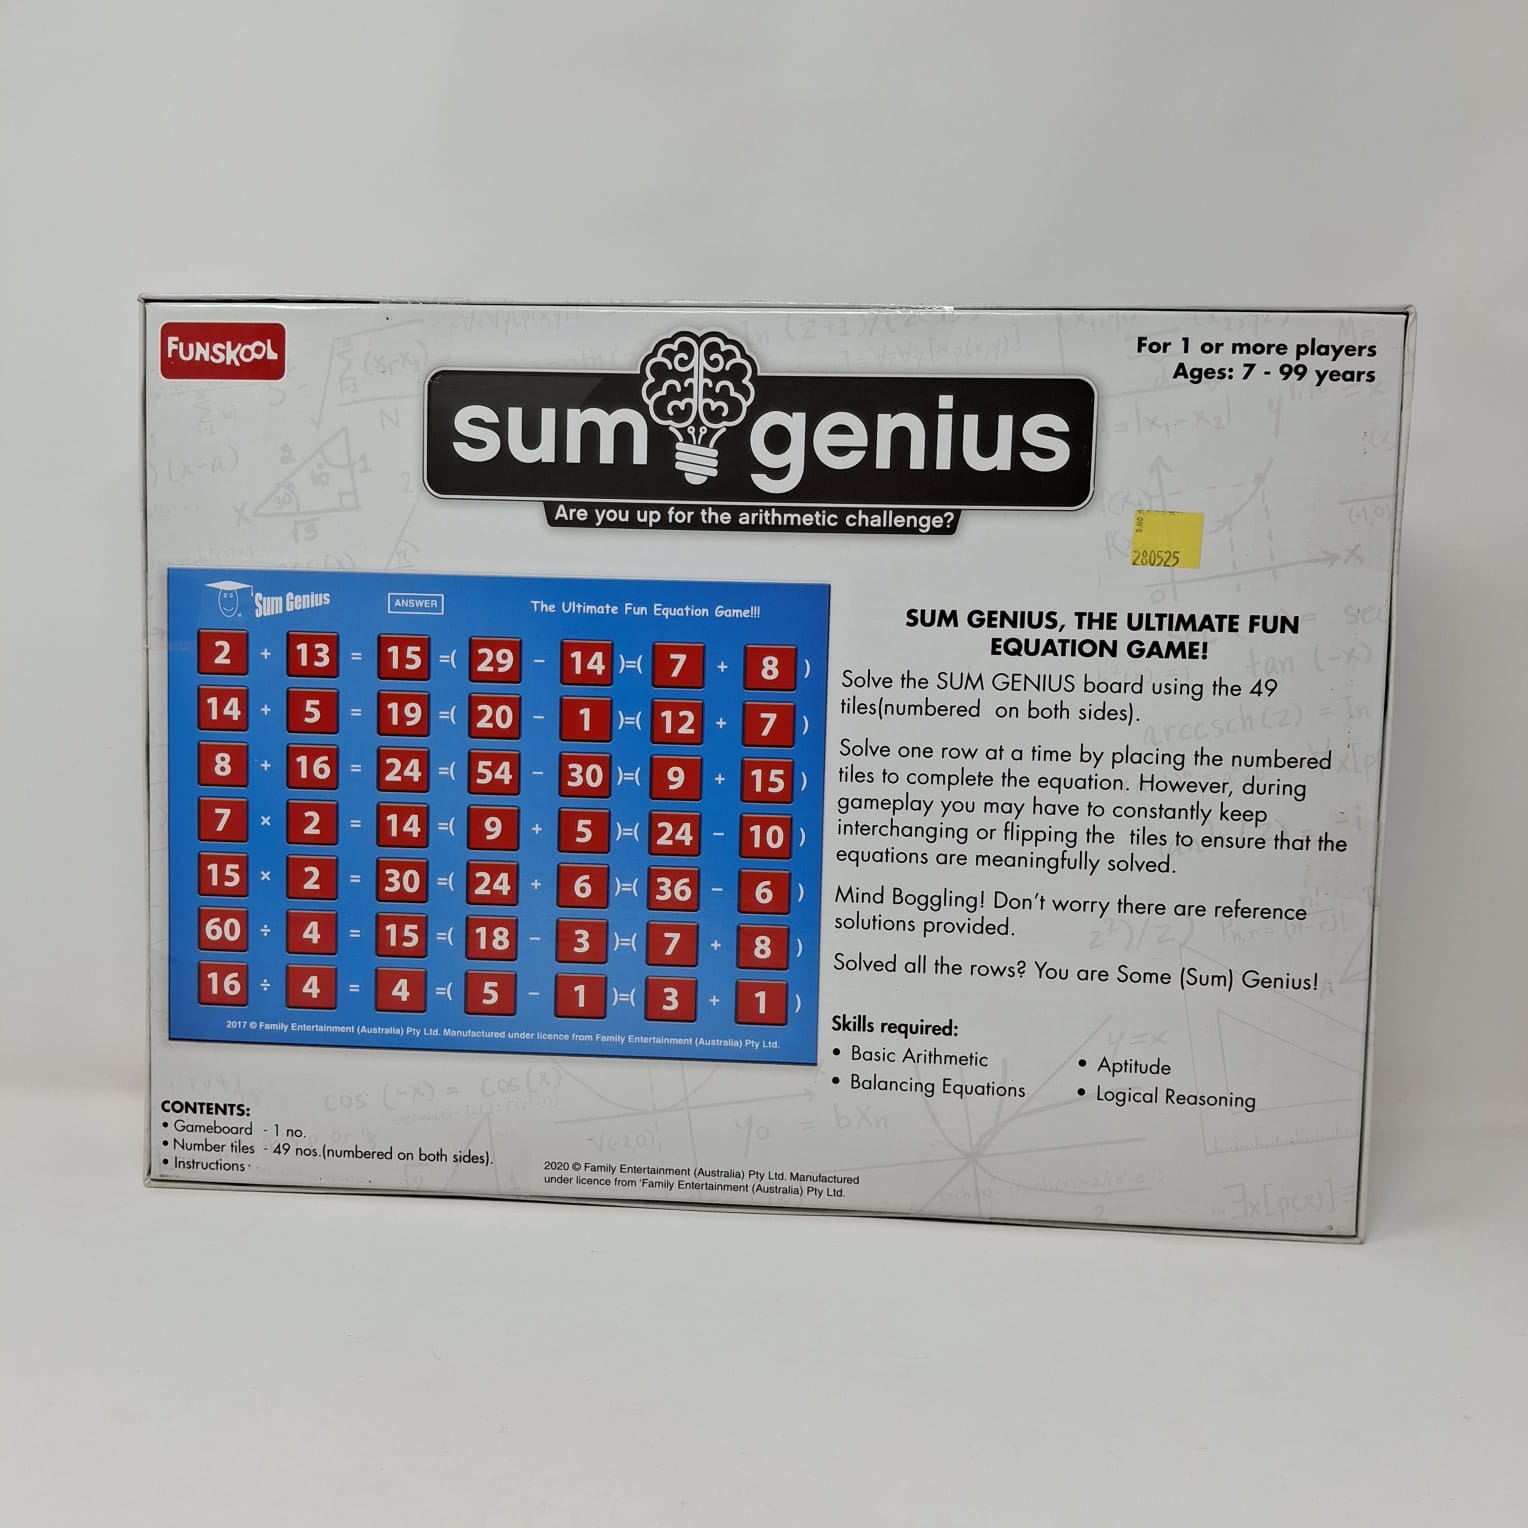 FUNSKOOL
For 1 or more players
Ages: 7 - 99 years
sum genius
Are you up for the arithmetic challenge?
280525
Sum Genius
ANSWER
The Ultimate Fun Equation Game!!!
2 + 13 = 15 =( 29 - 14 )=( 7 + 8 )
14 + 5 = 19 =( 20 - 1 )=( 12 + 7 )
8 + 16 = 24 =( 54 - 30 )=( 9 + 15 )
7 × 2 = 14 =( 9 + 5 )=( 24 - 10 )
15 × 2 = 30 =( 24 + 6 )=( 36 - 6 )
60 ÷ 4 = 15 =( 18 - 3 )=( 7 + 8 )
16 ÷ 4 = 4 =( 5 - 1 )=( 3 + 1 )
2017 © Family Entertainment (Australia) Pty Ltd. Manufactured under licence from Family Entertainment (Australia) Pty Ltd.
SUM GENIUS, THE ULTIMATE FUN
EQUATION GAME!
Solve the SUM GENIUS board using the 49
tiles(numbered on both sides).
Solve one row at a time by placing the numbered
tiles to complete the equation. However, during
gameplay you may have to constantly keep
interchanging or flipping the tiles to ensure that the
equations are meaningfully solved.
Mind Boggling! Don't worry there are reference
solutions provided.
Solved all the rows? You are Some (Sum) Genius!
Skills required:
• Basic Arithmetic
• Balancing Equations
• Aptitude
• Logical Reasoning
CONTENTS:
• Gameboard - 1 no.
• Number tiles - 49 nos.(numbered on both sides).
• Instructions
2020 © Family Entertainment (Australia) Pty Ltd. Manufactured
under licence from 'Family Entertainment (Australia) Pty Ltd.